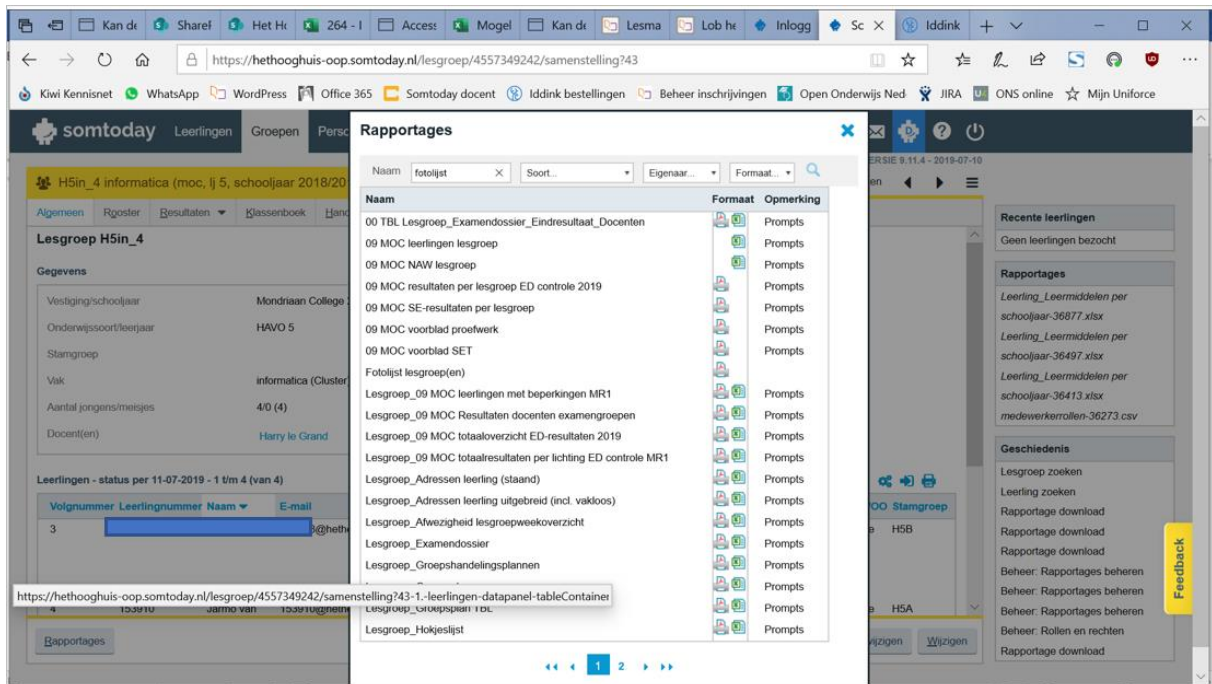 Kan de
Sharef
Het Ho
264 - I
Access
Mogel
Kan de
Lesma
Lob he
Inlogg
Sc
Iddink
https://hethooghuis-oop.somtoday.nl/lesgroep/4557349242/samenstelling?43
Kiwi Kennisnet
WhatsApp
WordPress
Office 365
Somtoday docent
Iddink bestellingen
Beheer inschrijvingen
Open Onderwijs Ned
JIRA
ONS online
Mijn Uniforce
somtoday Leerlingen Groepen Perso
ERSIE 9.11.4 - 2019-07-10
H5in_4 informatica (moc, lj 5, schooljaar 2018/20
en
Algemeen Rooster Resultaten Klassenboek Hand
Lesgroep H5in_4
Gegevens
Vestiging/schooljaar Mondriaan College
Onderwijssoort/leerjaar HAVO 5
Stamgroep
Vak informatica (Cluster
Aantal jongens/meisjes 4/0 (4)
Docent(en) Harry le Grand
Leerlingen - status per 11-07-2019 - 1 t/m 4 (van 4)
Volgnummer Leerlingnummer Naam E-mail OO Stamgroep
3 @hethe e H5B
4 153910 Jarmo van 153910@hetho e H5A
https://hethooghuis-oop.somtoday.nl/lesgroep/4557349242/samenstelling?43-1.-leerlingen-datapanel-tableContainer
Rapportages
wijzigen Wijzigen
Rapportages
Naam fotolijst Soort... Eigenaar... Formaat...
Naam Formaat Opmerking
00 TBL Lesgroep_Examendossier_Eindresultaat_Docenten Prompts
09 MOC leerlingen lesgroep Prompts
09 MOC NAW lesgroep Prompts
09 MOC resultaten per lesgroep ED controle 2019 Prompts
09 MOC SE-resultaten per lesgroep Prompts
09 MOC voorblad proefwerk Prompts
09 MOC voorblad SET Prompts
Fotolijst lesgroep(en)
Lesgroep_09 MOC leerlingen met beperkingen MR1 Prompts
Lesgroep_09 MOC Resultaten docenten examengroepen Prompts
Lesgroep_09 MOC totaaloverzicht ED-resultaten 2019 Prompts
Lesgroep_09 MOC totaalresultaten per lichting ED controle MR1 Prompts
Lesgroep_Adressen leerling (staand) Prompts
Lesgroep_Adressen leerling uitgebreid (incl. vakloos) Prompts
Lesgroep_Afwezigheid lesgroepweekoverzicht Prompts
Lesgroep_Examendossier Prompts
Lesgroep_Groepshandelingsplannen Prompts
Prompts
Lesgroep_Groepsplan TBL Prompts
Lesgroep_Hokjeslijst Prompts
1 2
Recente leerlingen
Geen leerlingen bezocht
Rapportages
Leerling_Leermiddelen per
schooljaar-36877.xlsx
Leerling_Leermiddelen per
schooljaar-36497.xlsx
Leerling_Leermiddelen per
schooljaar-36413.xlsx
medewerkerrollen-36273.csv
Geschiedenis
Lesgroep zoeken
Leerling zoeken
Rapportage download
Rapportage download
Rapportage download
Beheer: Rapportages beheren
Beheer: Rapportages beheren
Beheer: Rapportages beheren
Beheer: Rollen en rechten
Rapportage download
Feedback